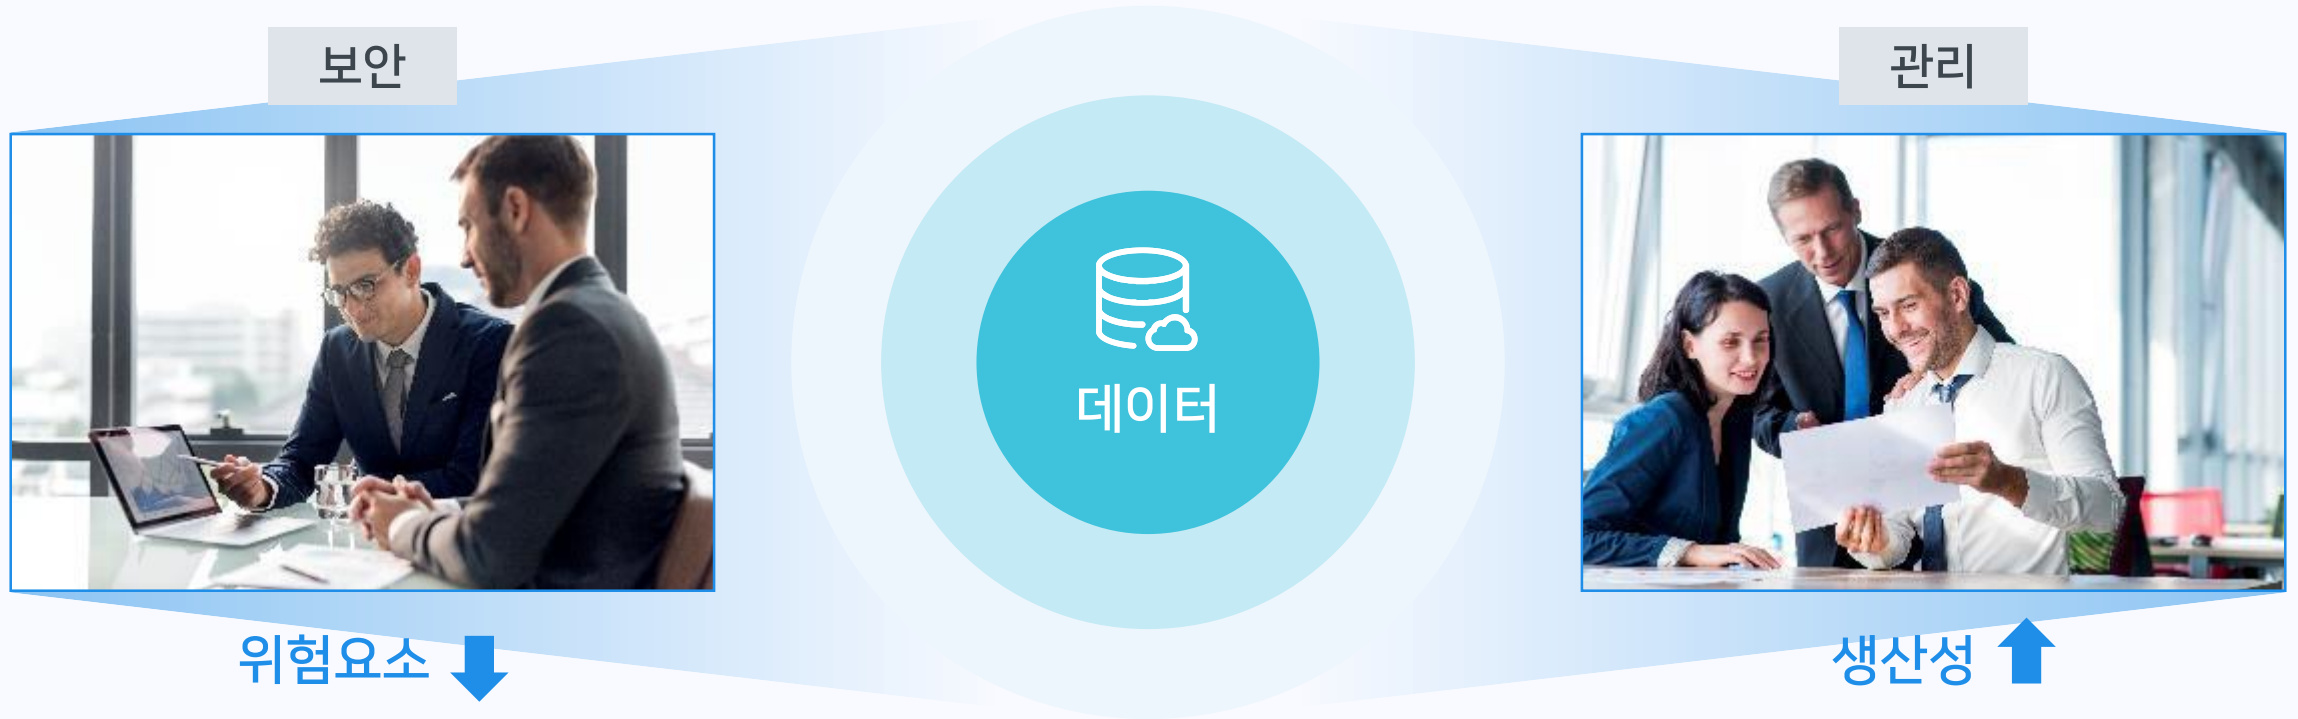 보안
관리
데이터
위험요소
생산성